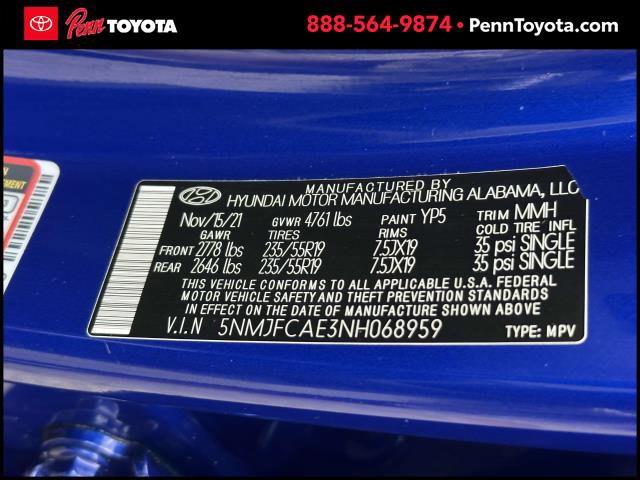 Penn TOYOTA
888-564-9874 PennToyota.com
MANUFACTURED BY
HYUNDAI MOTOR MANUFACTURING ALABAMA, LLC
Nov/15/21 GVWR 4761 lbs PAINT YP5 TRIM MMH
GAWR TIRES RIMS COLD TIRE INFL
FRONT 2778 lbs 235/55R19 7.5JX19 35 psi SINGLE
REAR 2646 lbs 235/55R19 7.5JX19 35 psi SINGLE
THIS VEHICLE CONFORMS TO ALL APPLICABLE U.S.A. FEDERAL
MOTOR VEHICLE SAFETY AND THEFT PREVENTION STANDARDS
IN EFFECT ON THE DATE OF MANUFACTURE SHOWN ABOVE
V.I.N 5NMJFCAE3NH068959 TYPE: MPV